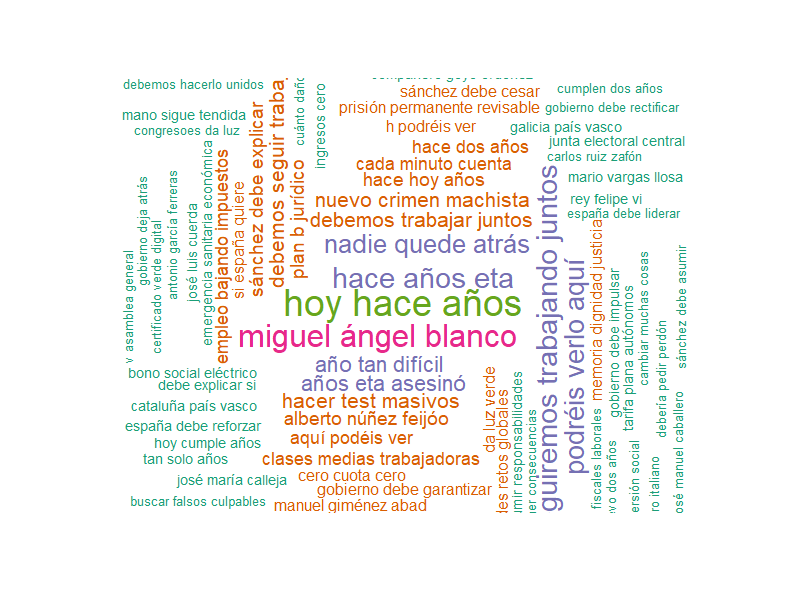 compañero goyo ordóñez
debemos hacerlo unidos
sánchez debe cesar
cumplen dos años
mano sigue tendida
prisión permanente revisable
gobierno debe rectificar
congresoes da luz
h podréis ver
galicia país vasco
hace dos años
junta electoral central
cada minuto cuenta
carlos ruiz zafón
hace hoy años
mario vargas llosa
nuevo crimen machista
rey felipe vi
debemos trabajar juntos
españa debe liderar
nadie quede atrás
hace años eta
hoy hace años
miguel ángel blanco
año tan difícil
años eta asesinó
bono social eléctrico
debe explicar si
hacer test masivos
cataluña país vasco
alberto núñez feijóo
españa debe reforzar
aquí podéis ver
hoy cumple años
tan solo años
clases medias trabajadoras
cero cuota cero
josé maría calleja
gobierno debe garantizar
buscar falsos culpables
manuel giménez abad
v asamblea general
gobierno deja atrás
certificado verde digital
antonio garcía ferreras
josé luis cuerda
emergencia sanitaria económica
empleo bajando impuestos
si españa quiere
sánchez debe explicar
debemos seguir traba
plan b jurídico
cuánto daño
ingresos cero
da luz verde
des retos globales
umir responsabilidades
ner consecuencias
guiremos trabajando juntos
podréis verlo aquí
memoria dignidad justicia
fiscales laborales
gobierno debe impulsar
vo dos años
tarifa plana autónomos
ersión social
cambiar muchas cosas
ro italiano
debería pedir perdón
sánchez debe asumir
osé manuel caballero